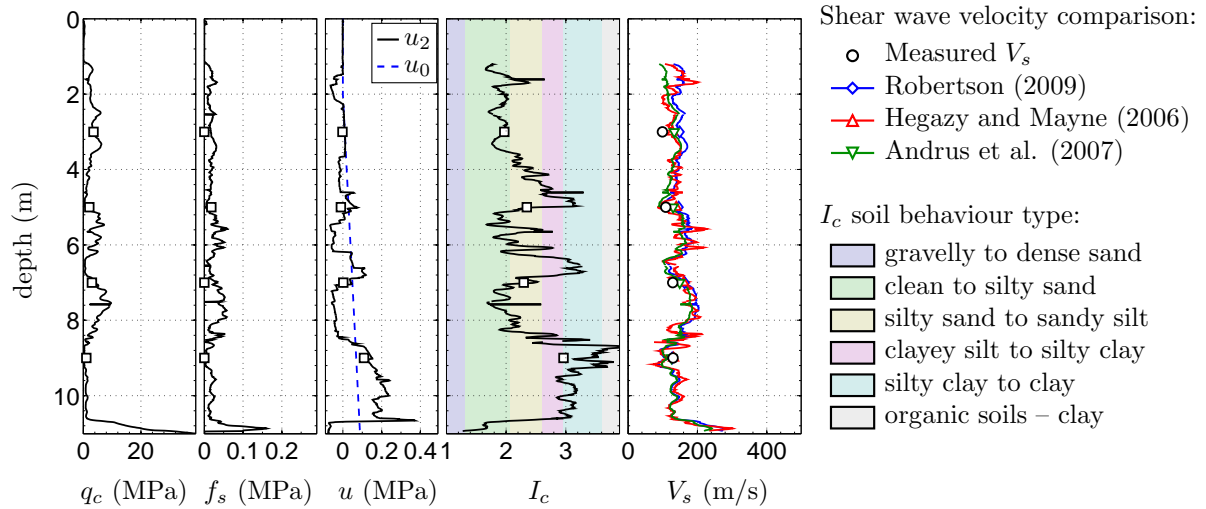 0
2
4
6
8
10
depth (m)
0 20
q_c (MPa)
0 0.1 0.2
f_s (MPa)
u_2
u_0
0 0.2 0.4
u (MPa)
1 2 3
I_c
0 200 400
V_s (m/s)
Shear wave velocity comparison:
Measured V_s
Robertson (2009)
Hegazy and Mayne (2006)
Andrus et al. (2007)
I_c soil behaviour type:
gravelly to dense sand
clean to silty sand
silty sand to sandy silt
clayey silt to silty clay
silty clay to clay
organic soils – clay